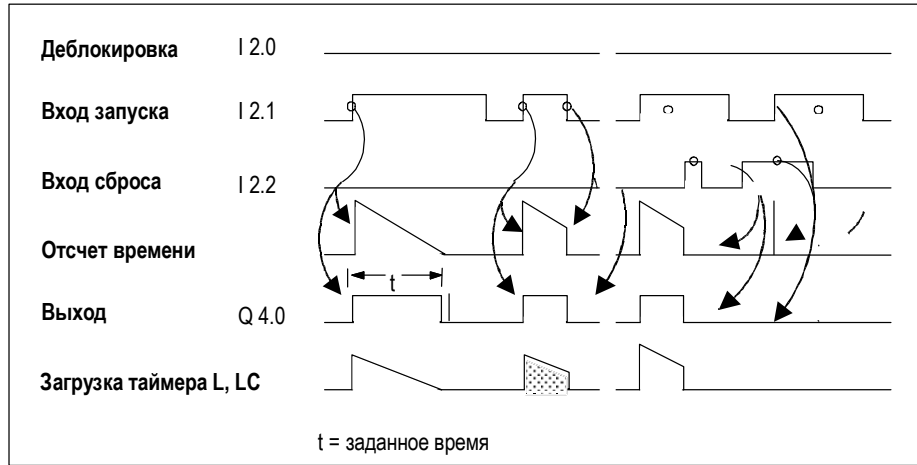 Деблокировка I 2.0
Вход запуска I 2.1
Вход сброса I 2.2
Отсчет времени
t
Выход Q 4.0
Загрузка таймера L, LC
t = заданное время